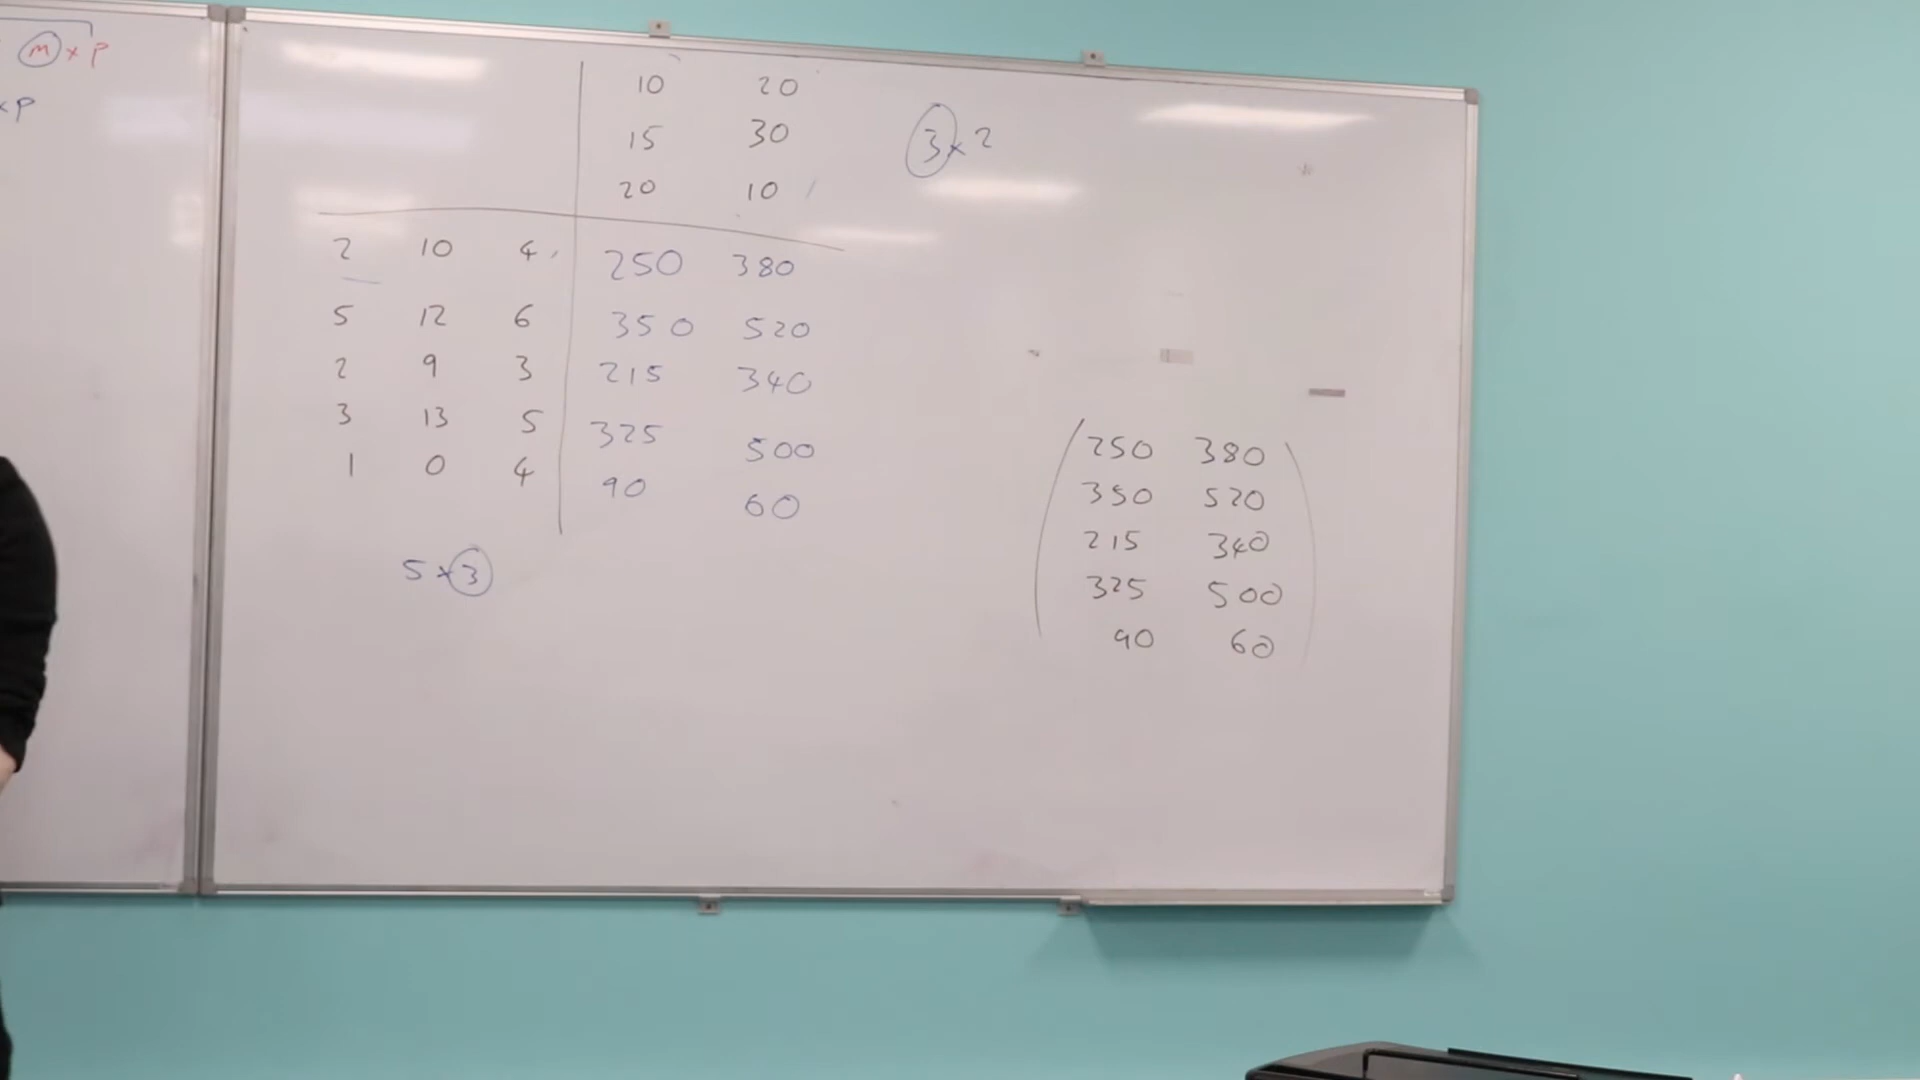 m × p
× p
10 20
15 30
20 10
3 × 2
2 10 4 250 380
5 12 6 350 520
2 9 3 215 340
3 13 5 325 500
1 0 4 90 60
5 × 3
250 380
350 520
215 340
325 500
90 60